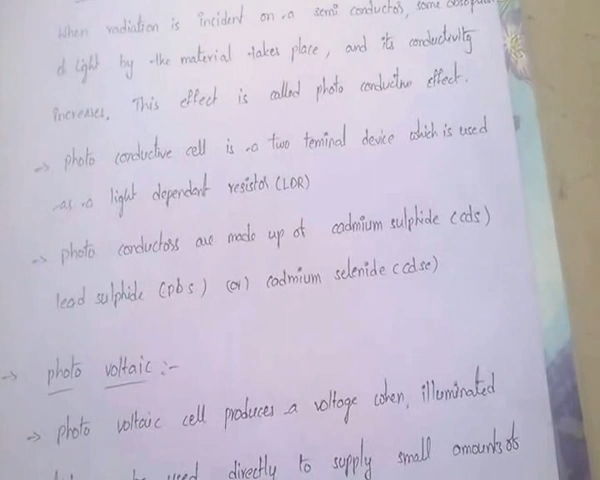 When radiation is incident on a semi conductor, some
of light by the material takes place, and its conductivity
increases. This effect is called photo conductive effect.
→ photo conductive cell is a two teminal device which is used
as a light dependent resistor (LDR)
→ photo conductors are made up of cadmium sulphide (cds)
lead sulphide (pbs) (or) cadmium selenide (cdse)
→ photo voltaic :-
→ photo voltaic cell produces a voltage when, illuminated
used directly to supply small amounts of